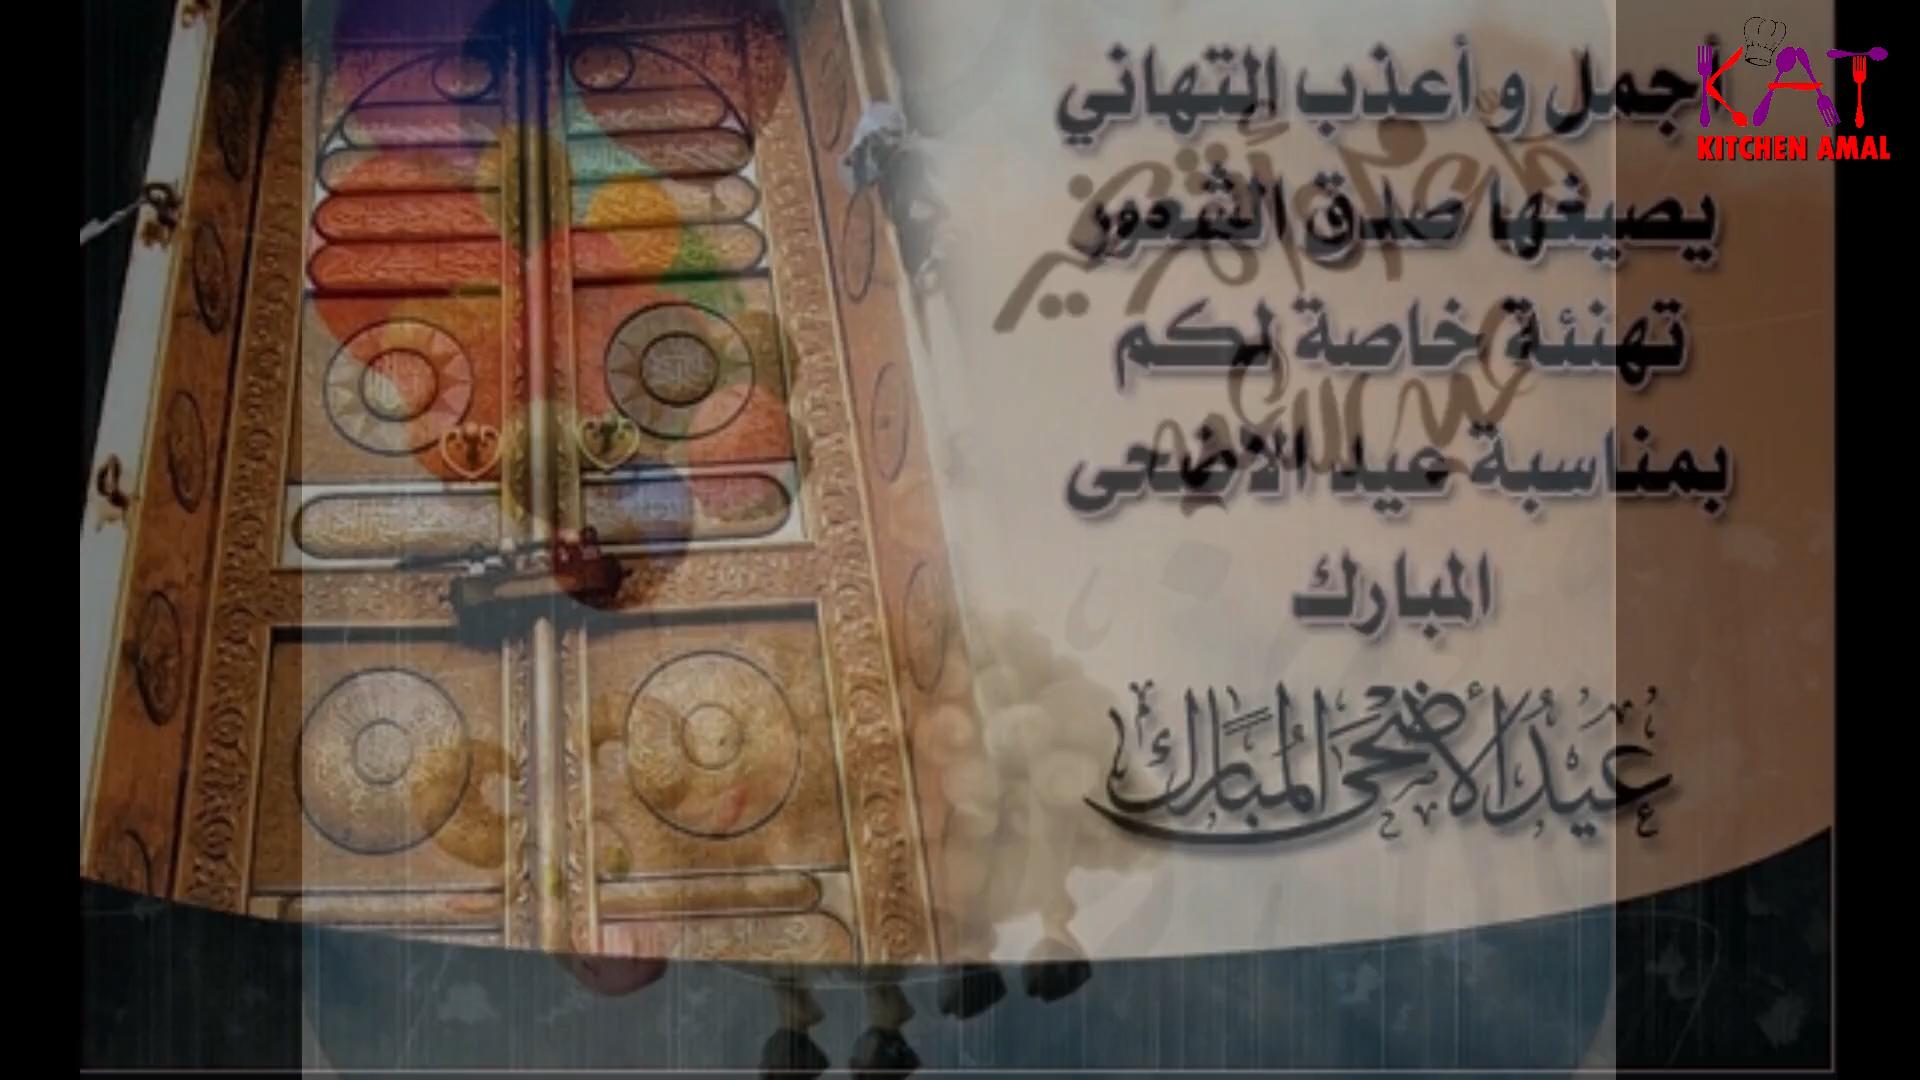 أجمل و أعذب التهاني
يصيغها صدق الشعور
تهنئة خاصة لكم
بمناسبة عيد الاضحى
المبارك
عيد الأضحى المبارك
KAT
KITCHEN AMAL